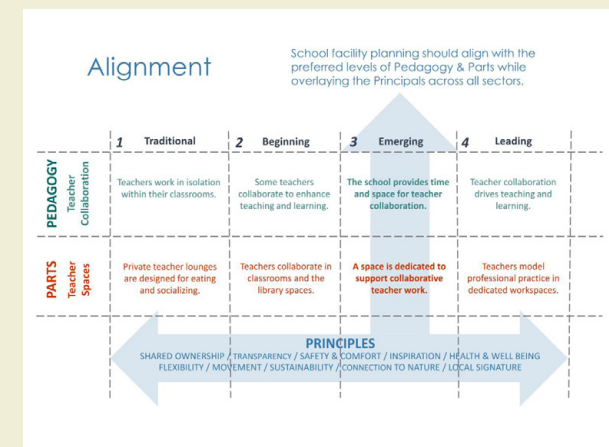 Alignment
School facility planning should align with the
preferred levels of Pedagogy & Parts while
overlaying the Principals across all sectors.
1 Traditional
2 Beginning
3 Emerging
4 Leading
PEDAGOGY
Teacher
Collaboration
Teachers work in isolation
within their classrooms.
Some teachers
collaborate to enhance
teaching and learning.
The school provides time
and space for teacher
collaboration.
Teacher collaboration
drives teaching and
learning.
PARTS
Teacher
Spaces
Private teacher lounges
are designed for eating
and socializing.
Teachers collaborate in
classrooms and the
library spaces.
A space is dedicated to
support collaborative
teacher work.
Teachers model
professional practice in
dedicated workspaces.
PRINCIPLES
SHARED OWNERSHIP / TRANSPARENCY / SAFETY & COMFORT / INSPIRATION / HEALTH & WELL BEING
FLEXIBILITY / MOVEMENT / SUSTAINABILITY / CONNECTION TO NATURE / LOCAL SIGNATURE